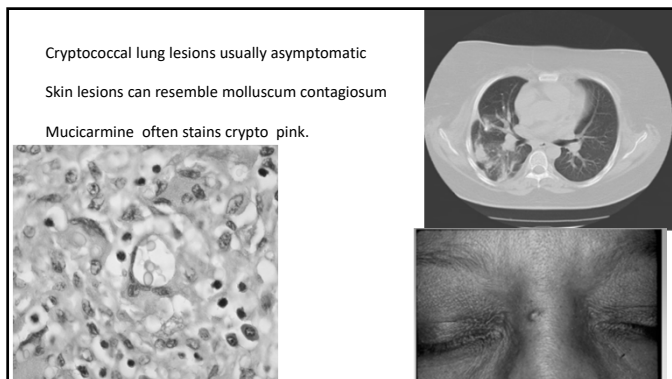 Cryptococcal lung lesions usually asymptomatic
Skin lesions can resemble molluscum contagiosum
Mucicarmine often stains crypto pink.